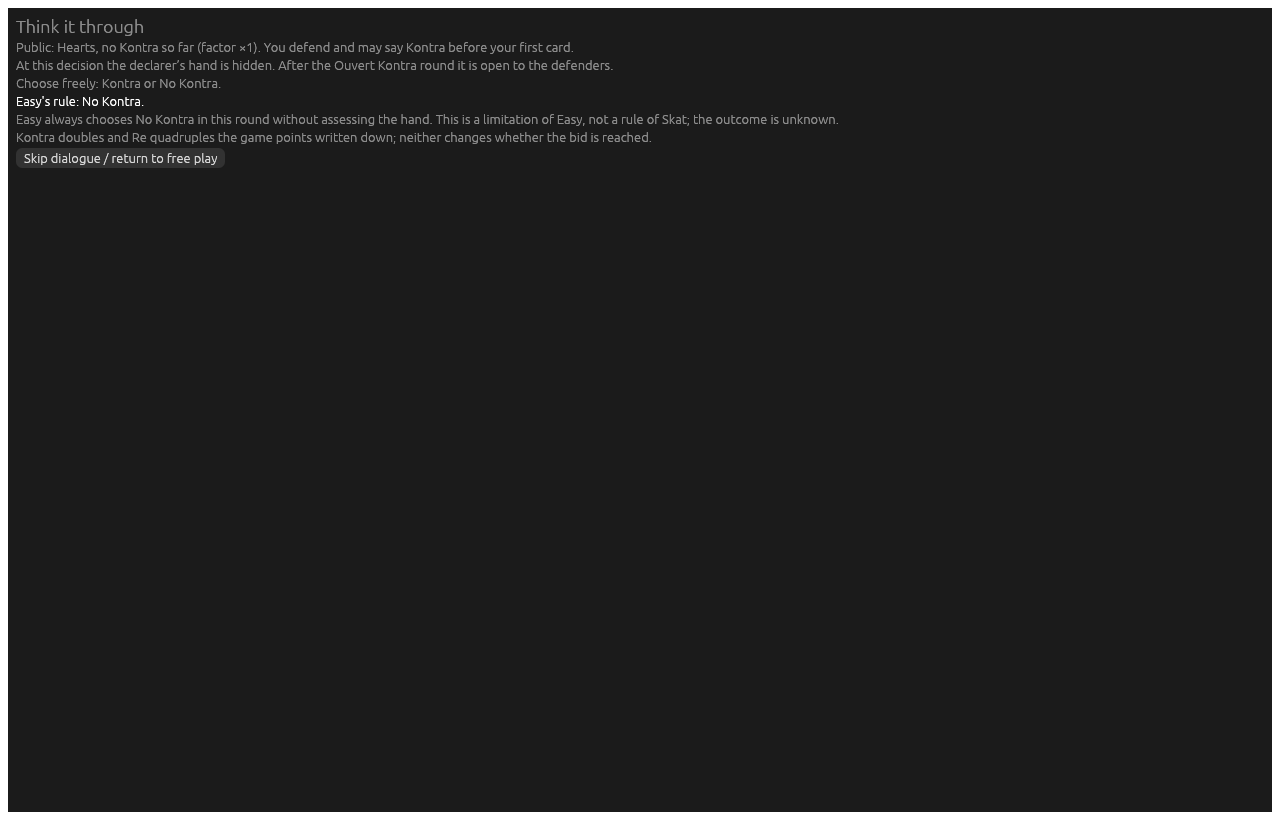 Think it through
Public: Hearts, no Kontra so far (factor ×1). You defend and may say Kontra before your first card.
At this decision the declarer’s hand is hidden. After the Ouvert Kontra round it is open to the defenders.
Choose freely: Kontra or No Kontra.
Easy's rule: No Kontra.
Easy always chooses No Kontra in this round without assessing the hand. This is a limitation of Easy, not a rule of Skat; the outcome is unknown.
Kontra doubles and Re quadruples the game points written down; neither changes whether the bid is reached.
Skip dialogue / return to free play